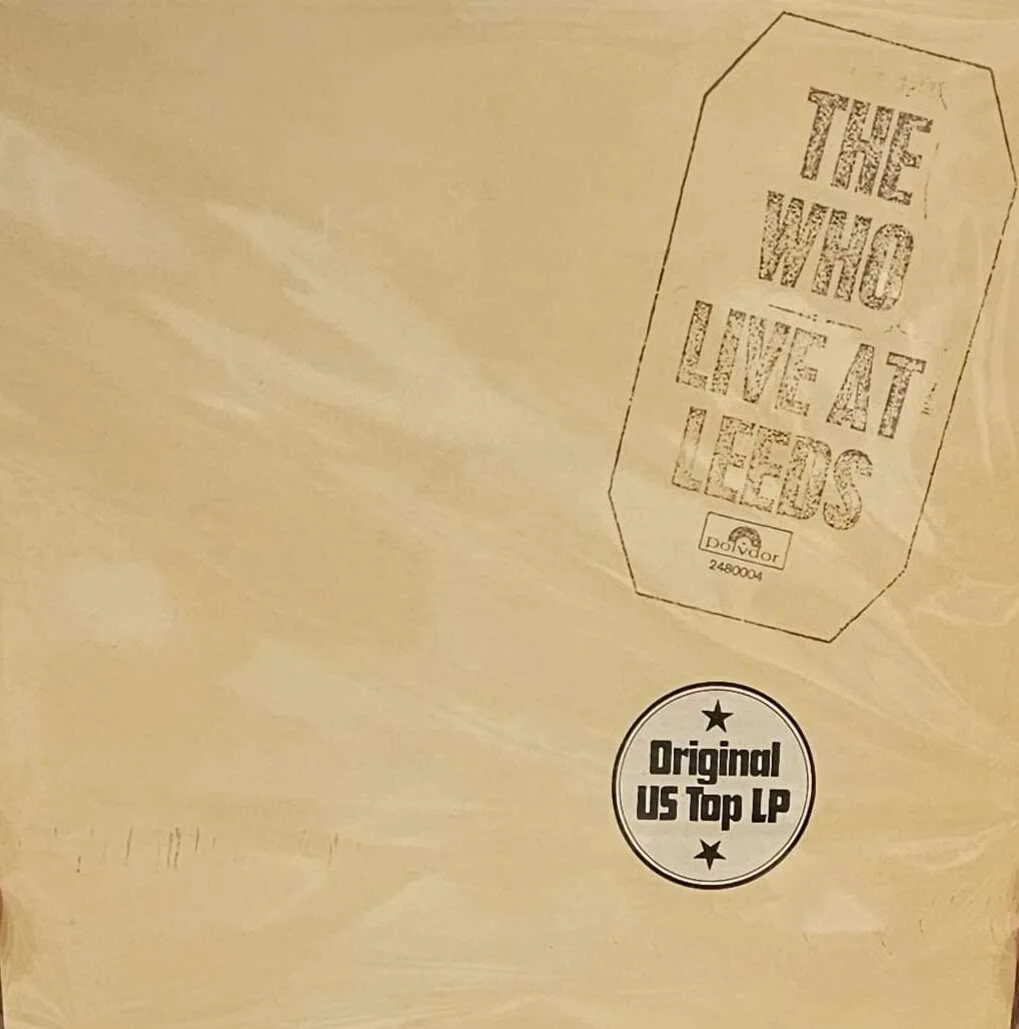 THE
WHO
LIVE AT
LEEDS
Polydor
2480004
Original
US Top LP